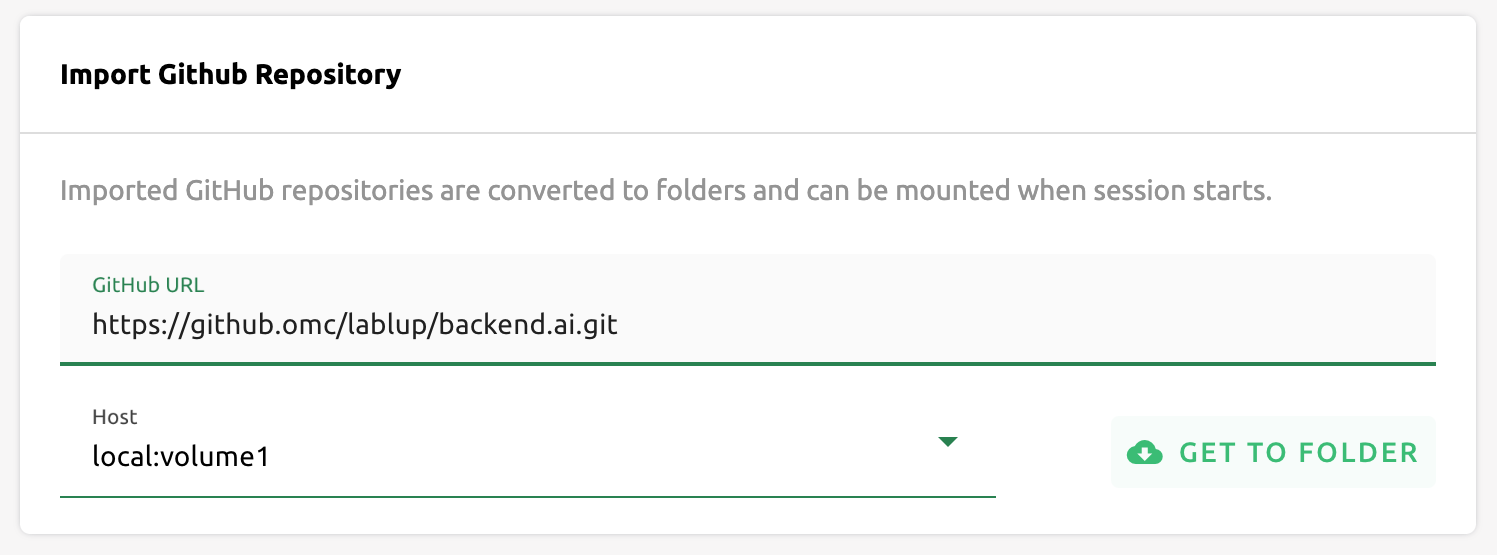 Import Github Repository
Imported GitHub repositories are converted to folders and can be mounted when session starts.
GitHub URL
https://github.omc/lablup/backend.ai.git
Host
local:volume1
GET TO FOLDER